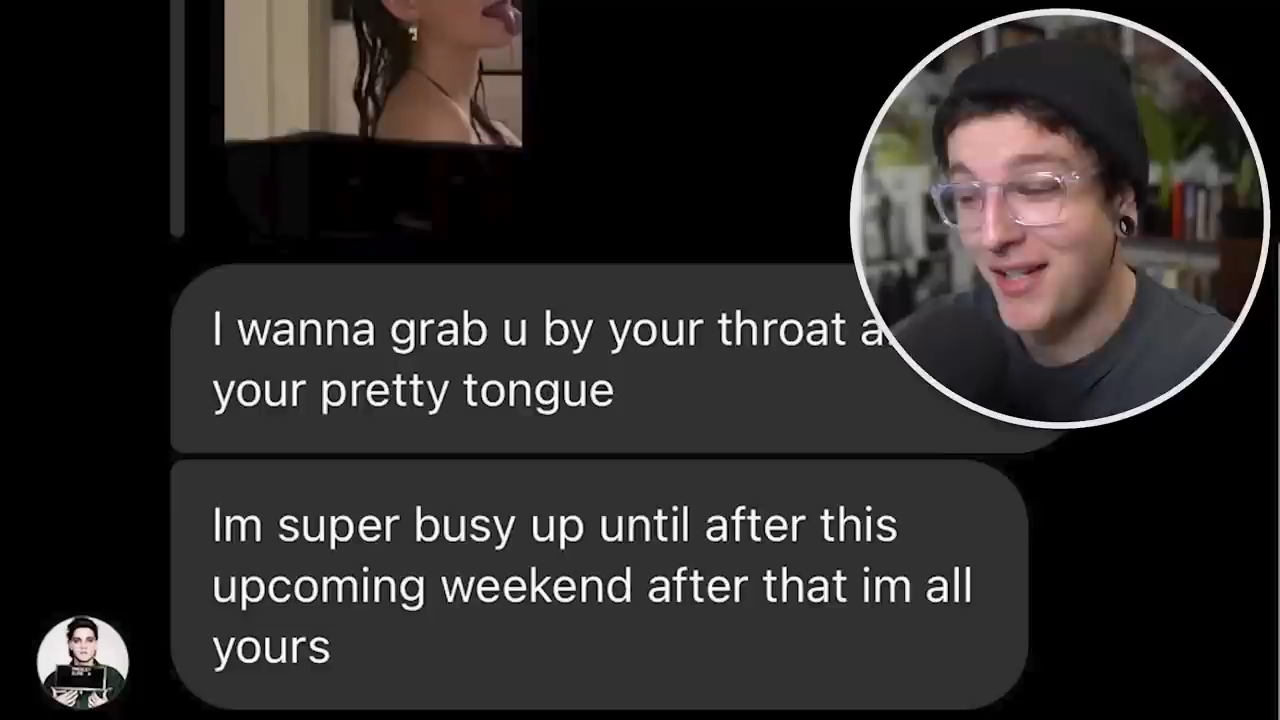 I wanna grab u by your throat
your pretty tongue
Im super busy up until after this
upcoming weekend after that im all
yours